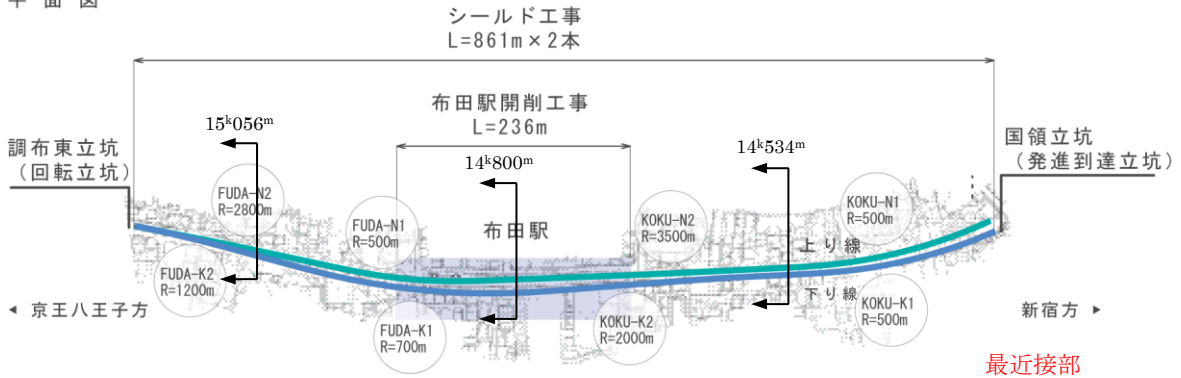 平 面 図
シールド工事
L=861m×2本
布田駅開削工事
L=236m
15ᵏ056ᵐ
14ᵏ800ᵐ
14ᵏ534ᵐ
調布東立坑
（回転立坑）
国領立坑
（発進到達立坑）
FUDA-N2
R=2800m
FUDA-N1
R=500m
布田駅
KOKU-N2
R=3500m
KOKU-N1
R=500m
上り線
FUDA-K2
R=1200m
下り線
◀ 京王八王子方
FUDA-K1
R=700m
KOKU-K2
R=2000m
KOKU-K1
R=500m
新宿方 ▶
最近接部